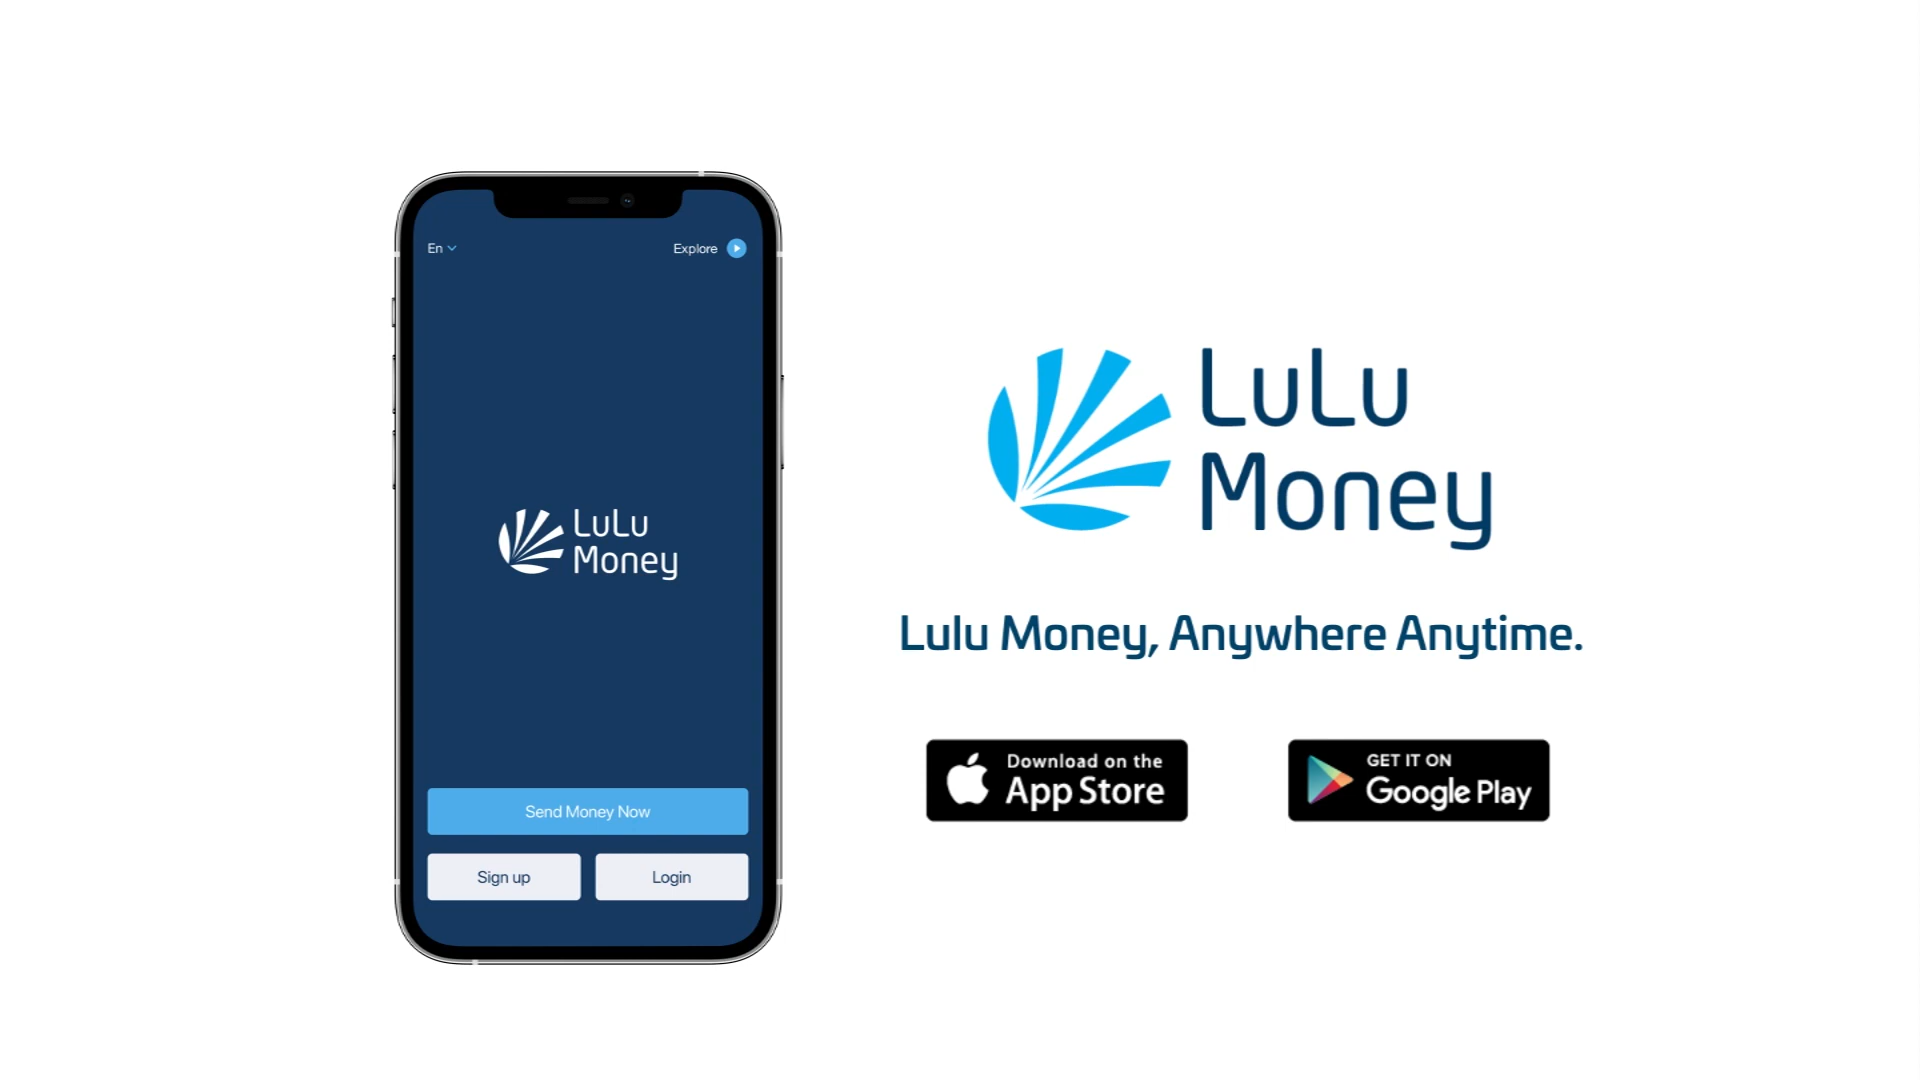 En
Explore
LuLu
Money
Send Money Now
Sign up
Login
LuLu
Money
Lulu Money, Anywhere Anytime.
Download on the
App Store
GET IT ON
Google Play